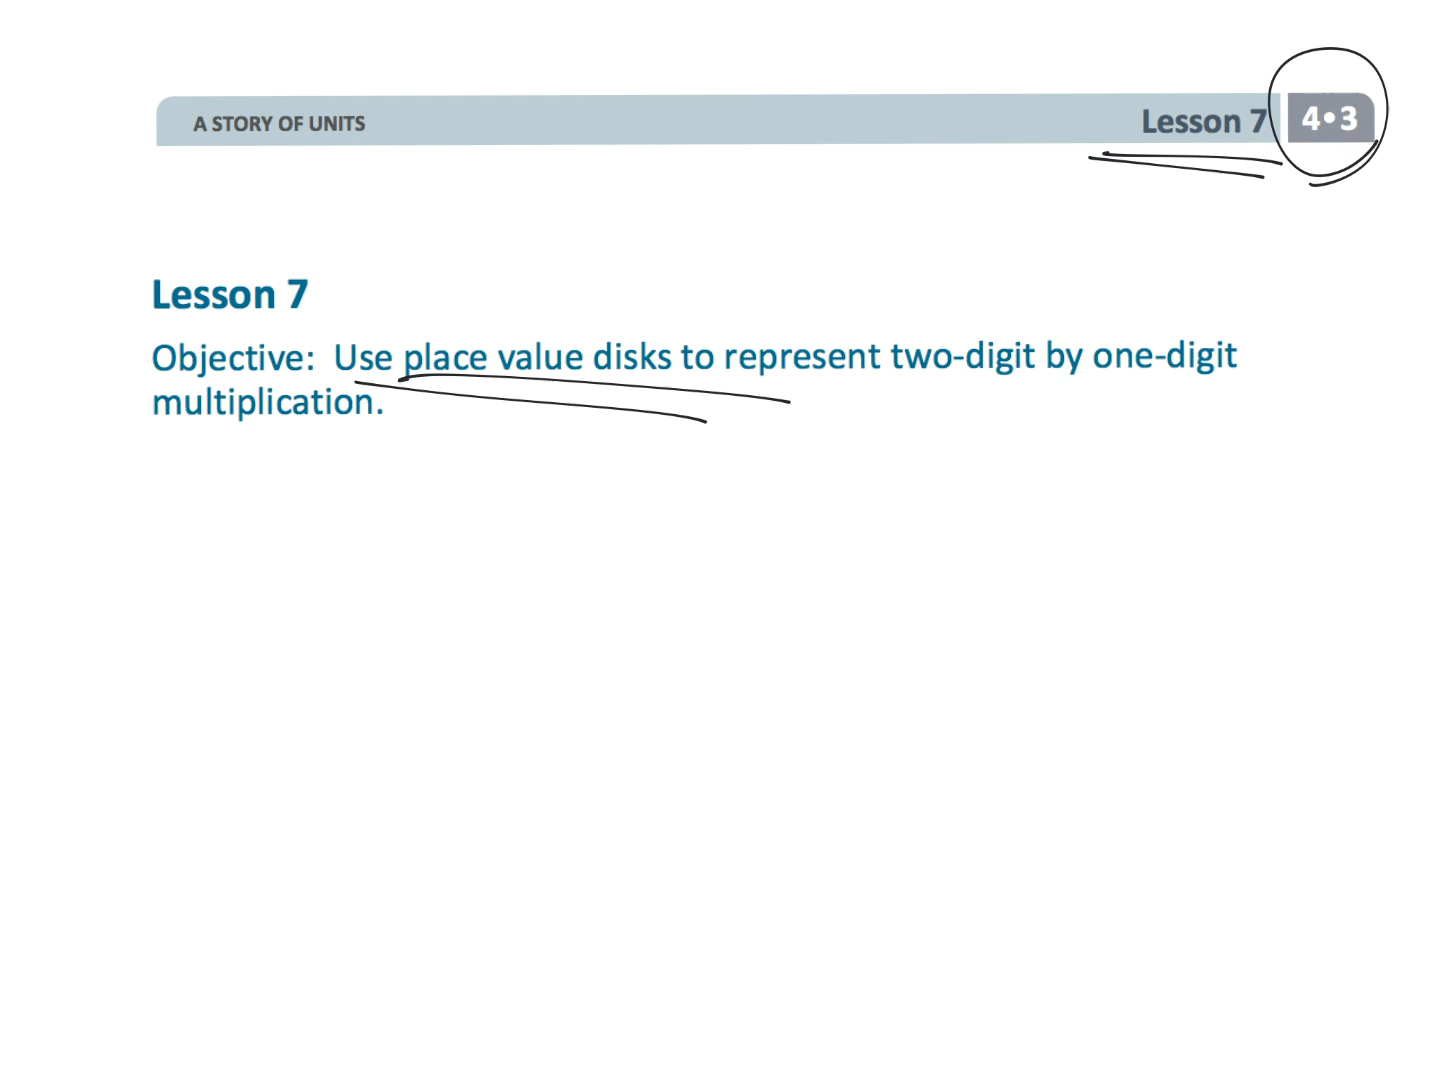 A STORY OF UNITS
Lesson 7
4•3
Lesson 7
Objective: Use place value disks to represent two-digit by one-digit
multiplication.